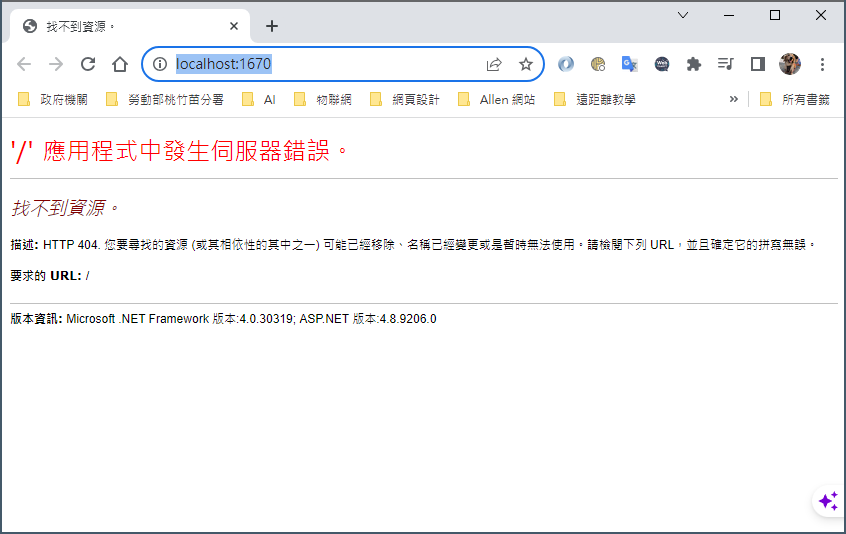 找不到資源。
localhost:1670
政府機關 勞動部桃竹苗分署 AI 物聯網 網頁設計 Allen 網站 遠距離教學 » 所有書籤
'/' 應用程式中發生伺服器錯誤。
找不到資源。
描述: HTTP 404. 您要尋找的資源 (或其相依性的其中之一) 可能已經移除、名稱已經變更或是暫時無法使用。請檢閱下列 URL，並且確定它的拼寫無誤。
要求的 URL: /
版本資訊: Microsoft .NET Framework 版本:4.0.30319; ASP.NET 版本:4.8.9206.0